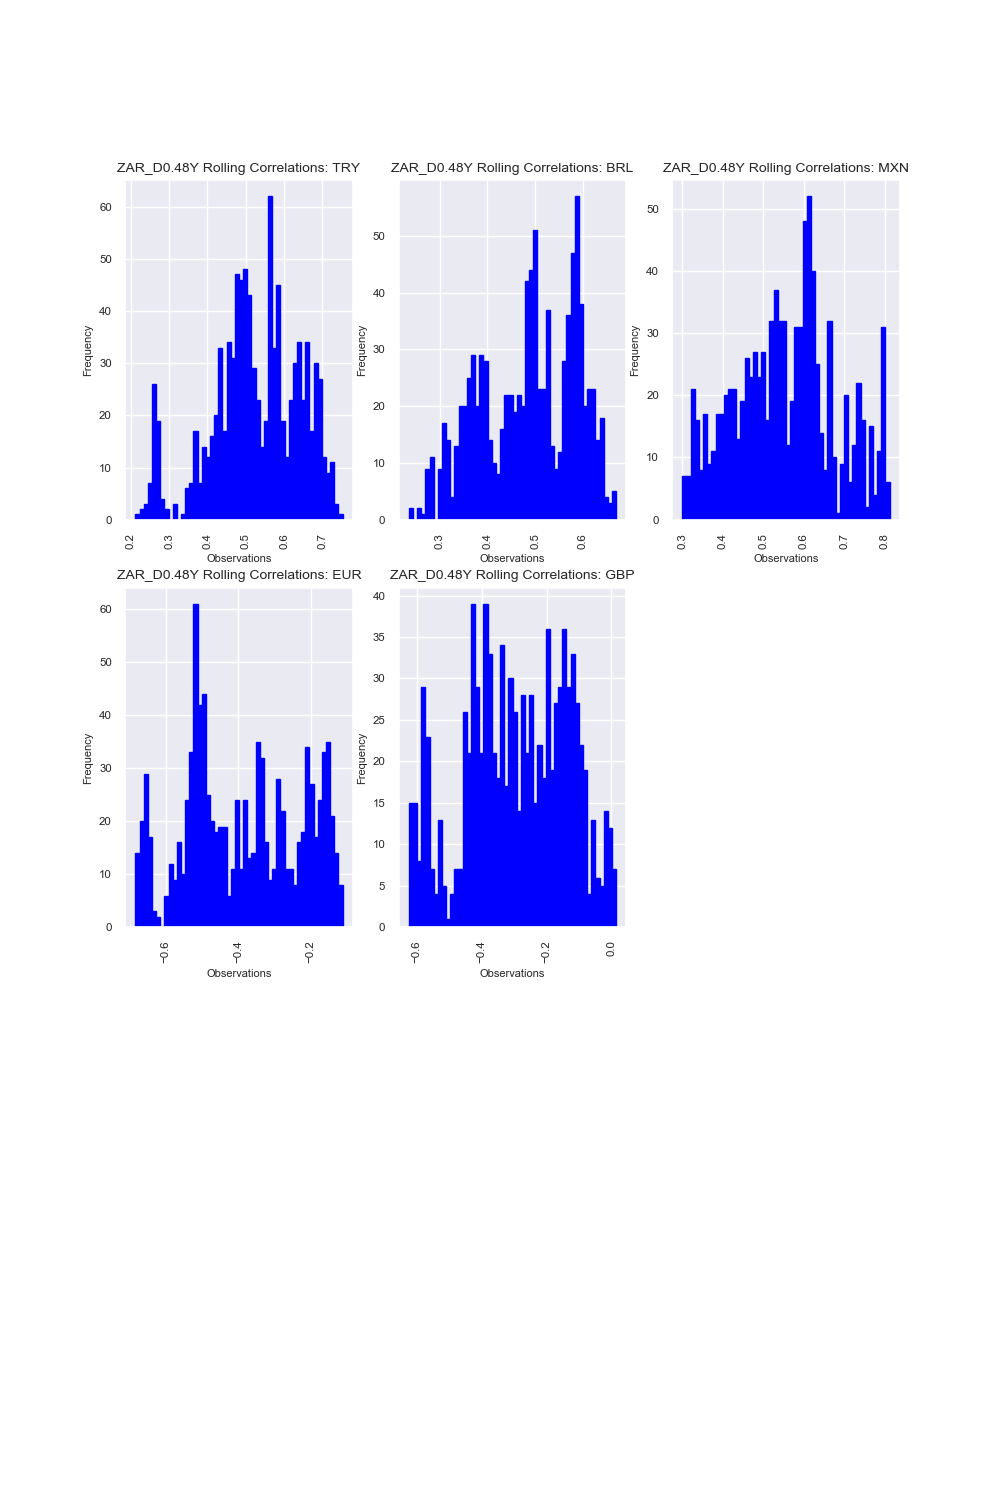 ZAR_D0.48Y Rolling Correlations: TRY
Frequency
60
50
40
30
20
10
0
0.2 0.3 0.4 0.5 0.6 0.7
Observations
ZAR_D0.48Y Rolling Correlations: BRL
Frequency
50
40
30
20
10
0
0.3 0.4 0.5 0.6
Observations
ZAR_D0.48Y Rolling Correlations: MXN
Frequency
50
40
30
20
10
0
0.3 0.4 0.5 0.6 0.7 0.8
Observations
ZAR_D0.48Y Rolling Correlations: EUR
Frequency
60
50
40
30
20
10
0
−0.6 −0.4 −0.2
Observations
ZAR_D0.48Y Rolling Correlations: GBP
Frequency
40
35
30
25
20
15
10
5
0
−0.6 −0.4 −0.2 0.0
Observations